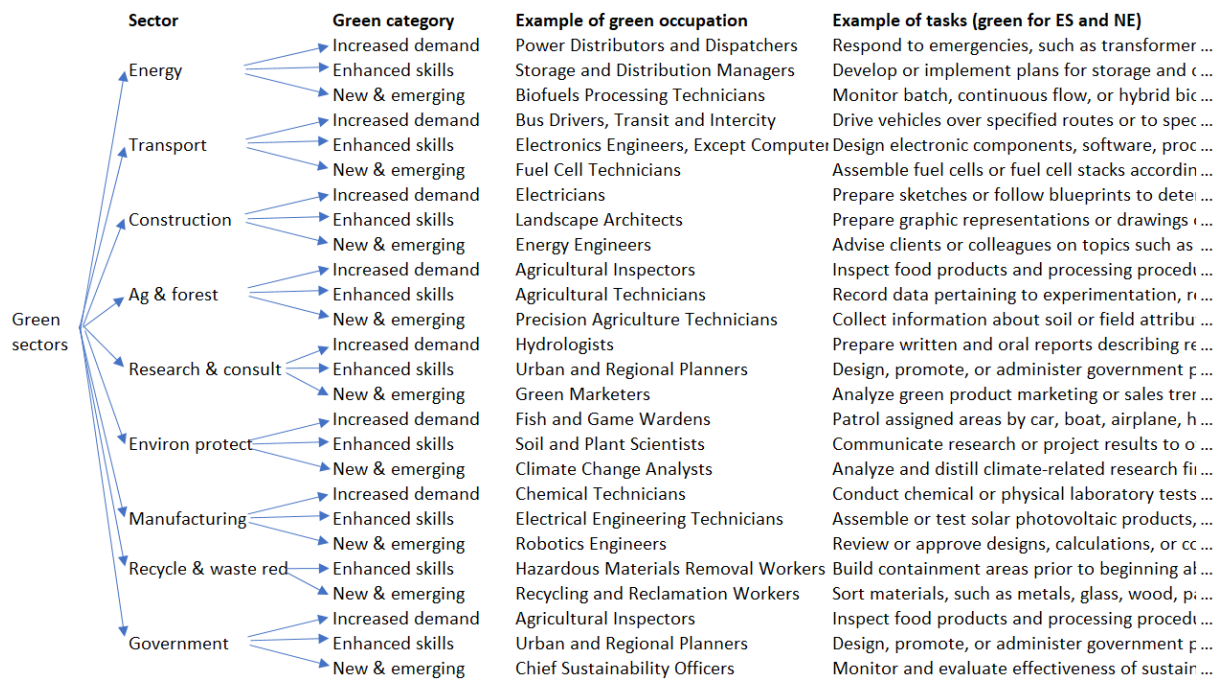 Sector Green category Example of green occupation Example of tasks (green for ES and NE)
Increased demand Power Distributors and Dispatchers Respond to emergencies, such as transformer ...
Energy Enhanced skills Storage and Distribution Managers Develop or implement plans for storage and ...
New & emerging Biofuels Processing Technicians Monitor batch, continuous flow, or hybrid ...
Increased demand Bus Drivers, Transit and Intercity Drive vehicles over specified routes or to ...
Transport Enhanced skills Electronics Engineers, Except Computer Design electronic components, software, ...
New & emerging Fuel Cell Technicians Assemble fuel cells or fuel cell stacks ...
Increased demand Electricians Prepare sketches or follow blueprints to ...
Construction Enhanced skills Landscape Architects Prepare graphic representations or drawings ...
New & emerging Energy Engineers Advise clients or colleagues on topics such as ...
Increased demand Agricultural Inspectors Inspect food products and processing ...
Ag & forest Enhanced skills Agricultural Technicians Record data pertaining to experimentation, ...
Green sectors
New & emerging Precision Agriculture Technicians Collect information about soil or field ...
Increased demand Hydrologists Prepare written and oral reports describing ...
Research & consult Enhanced skills Urban and Regional Planners Design, promote, or administer government ...
New & emerging Green Marketers Analyze green product marketing or sales ...
Increased demand Fish and Game Wardens Patrol assigned areas by car, boat, airplane, ...
Environ protect Enhanced skills Soil and Plant Scientists Communicate research or project results to o ...
New & emerging Climate Change Analysts Analyze and distill climate-related research ...
Increased demand Chemical Technicians Conduct chemical or physical laboratory tests ...
Manufacturing Enhanced skills Electrical Engineering Technicians Assemble or test solar photovoltaic products, ...
New & emerging Robotics Engineers Review or approve designs, calculations, or ...
Recycle & waste red Enhanced skills Hazardous Materials Removal Workers Build containment areas prior to beginning ...
New & emerging Recycling and Reclamation Workers Sort materials, such as metals, glass, wood, ...
Increased demand Agricultural Inspectors Inspect food products and processing ...
Government Enhanced skills Urban and Regional Planners Design, promote, or administer government ...
New & emerging Chief Sustainability Officers Monitor and evaluate effectiveness of ...